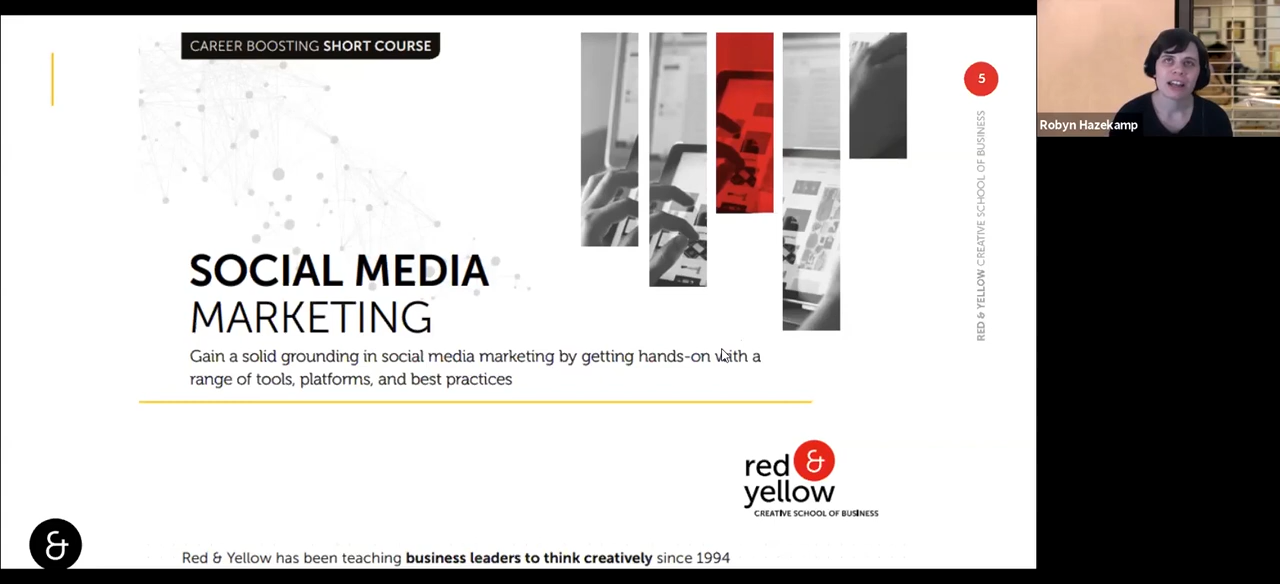 CAREER BOOSTING SHORT COURSE
5
Robyn Hazekamp
RED & YELLOW CREATIVE SCHOOL OF BUSINESS
SOCIAL MEDIA
MARKETING
Gain a solid grounding in social media marketing by getting hands-on with a
range of tools, platforms, and best practices
red &
yellow
CREATIVE SCHOOL OF BUSINESS
&
Red & Yellow has been teaching business leaders to think creatively since 1994